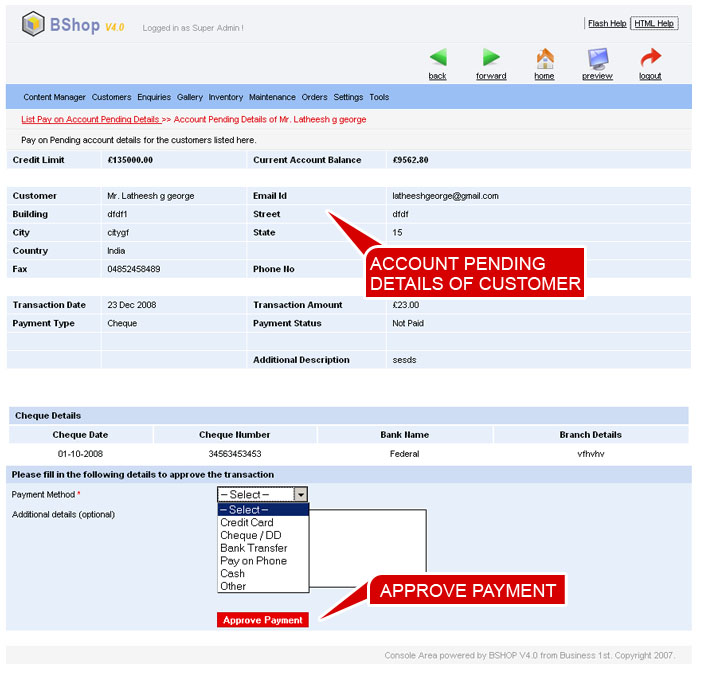 BShop V4.0 Logged in as Super Admin ! Flash Help HTML Help
back forward home preview logout
Content Manager Customers Enquiries Gallery Inventory Maintenance Orders Settings Tools
List Pay on Account Pending Details >> Account Pending Details of Mr. Latheesh g george
Pay on Pending account details for the customers listed here.
Credit Limit £135000.00 Current Account Balance £9562.80
Customer Mr. Latheesh g george Email Id latheeshgeorge@gmail.com
Building dfdf1 Street dfdf
City citygf State 15
Country India
Fax 04852458489 Phone No
ACCOUNT PENDING
DETAILS OF CUSTOMER
Transaction Date 23 Dec 2008 Transaction Amount £23.00
Payment Type Cheque Payment Status Not Paid
Additional Description sesds
Cheque Details
Cheque Date Cheque Number Bank Name Branch Details
01-10-2008 34563453453 Federal vfhvhv
Please fill in the following details to approve the transaction
Payment Method * -- Select --
Additional details (optional)
-- Select --
Credit Card
Cheque / DD
Bank Transfer
Pay on Phone
Cash
Other
APPROVE PAYMENT
Approve Payment
Console Area powered by BSHOP V4.0 from Business 1st. Copyright 2007.